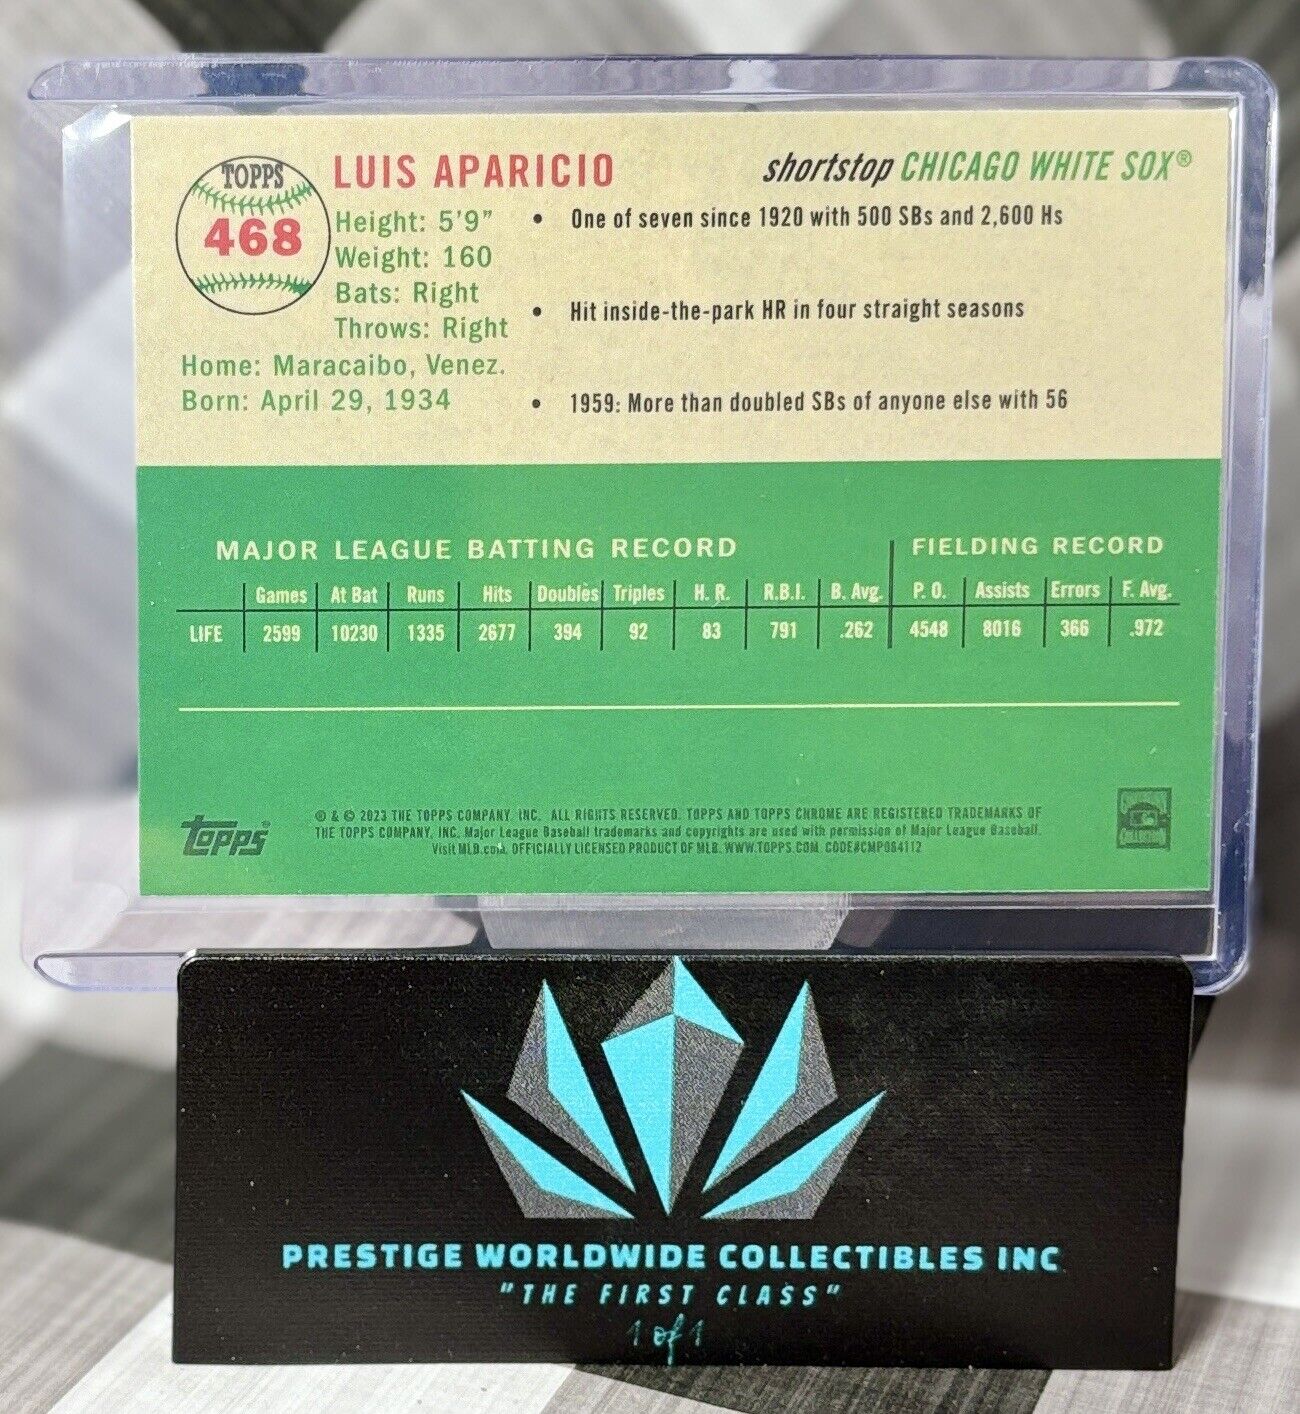 TOPPS
468
LUIS APARICIO
shortstop CHICAGO WHITE SOX®
Height: 5'9"
Weight: 160
Bats: Right
Throws: Right
Home: Maracaibo, Venez.
Born: April 29, 1934
• One of seven since 1920 with 500 SBs and 2,600 Hs
• Hit inside-the-park HR in four straight seasons
• 1959: More than doubled SBs of anyone else with 56
MAJOR LEAGUE BATTING RECORD FIELDING RECORD
Games At Bat Runs Hits Doubles Triples H. R. R.B.I. B. Avg. P. O. Assists Errors F. Avg.
LIFE 2599 10230 1335 2677 394 92 83 791 .262 4548 8016 366 .972
TOPPS®
® & © 2023 THE TOPPS COMPANY, INC. ALL RIGHTS RESERVED. TOPPS AND TOPPS CHROME ARE REGISTERED TRADEMARKS OF
THE TOPPS COMPANY, INC. Major League Baseball trademarks and copyrights are used with permission of Major League Baseball.
Visit MLB.com. OFFICIALLY LICENSED PRODUCT OF MLB. WWW.TOPPS.COM. CODE#CMP084112
PRESTIGE WORLDWIDE COLLECTIBLES INC
"THE FIRST CLASS"
1 of 1